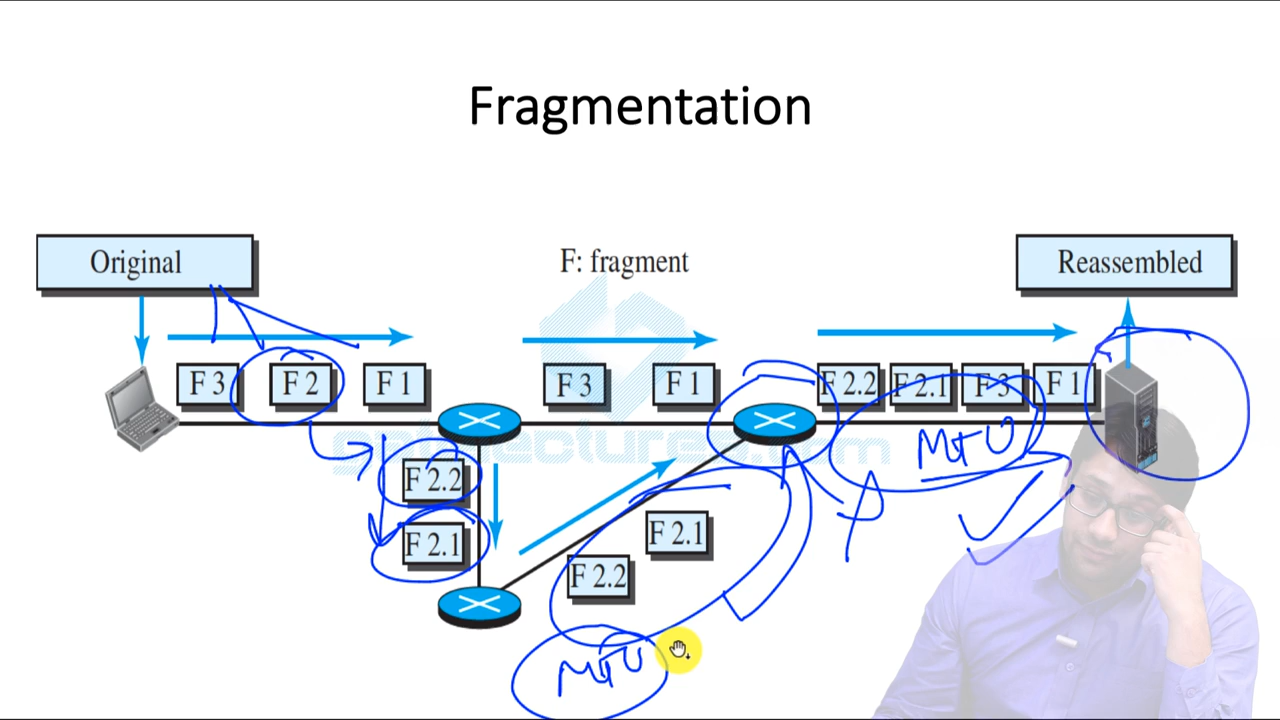 Fragmentation
Original
F: fragment
Reassembled
F 3
F 2
F 1
F 3
F 1
F 2.2
F 2.1
F 3
F 1
MTU
F 2.2
F 2.1
F 2.1
F 2.2
MTU